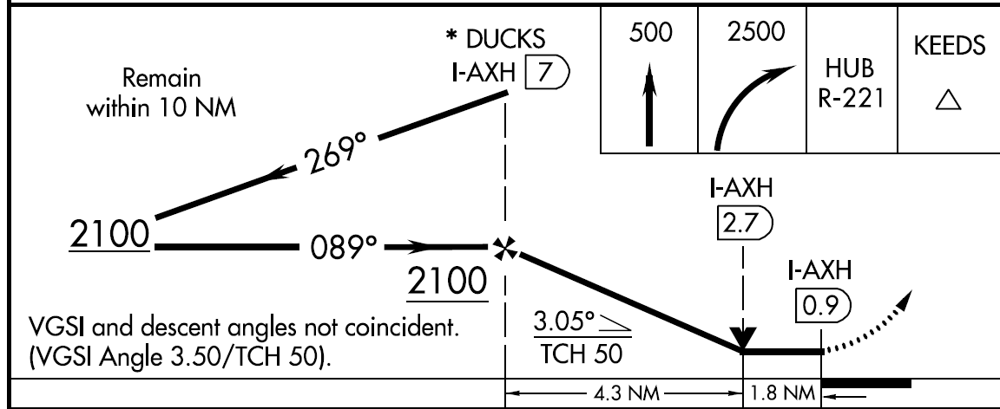 * DUCKS
I-AXH 7
Remain
within 10 NM
269°
2100
089°
2100
VGSI and descent angles not coincident.
(VGSI Angle 3.50/TCH 50).
500
2500
HUB
R-221
KEEDS
I-AXH
2.7
I-AXH
0.9
3.05°
TCH 50
4.3 NM
1.8 NM